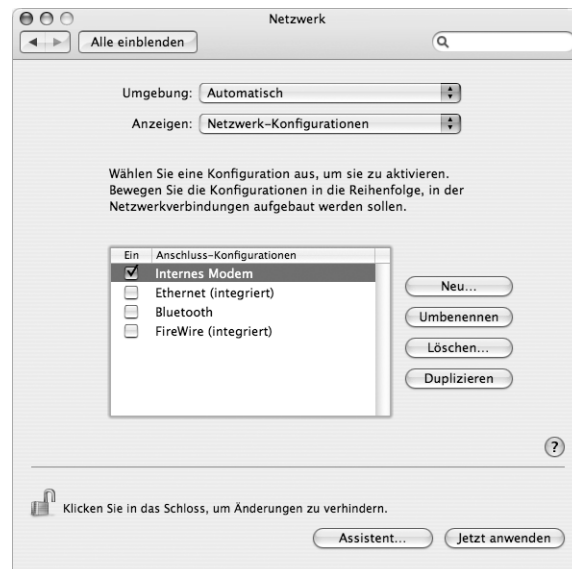 Netzwerk
Alle einblenden
Umgebung: Automatisch
Anzeigen: Netzwerk-Konfigurationen
Wählen Sie eine Konfiguration aus, um sie zu aktivieren.
Bewegen Sie die Konfigurationen in die Reihenfolge, in der
Netzwerkverbindungen aufgebaut werden sollen.
Ein Anschluss-Konfigurationen
Internes Modem
Ethernet (integriert)
Bluetooth
FireWire (integriert)
Neu...
Umbenennen
Löschen...
Duplizieren
?
Klicken Sie in das Schloss, um Änderungen zu verhindern.
Assistent... Jetzt anwenden